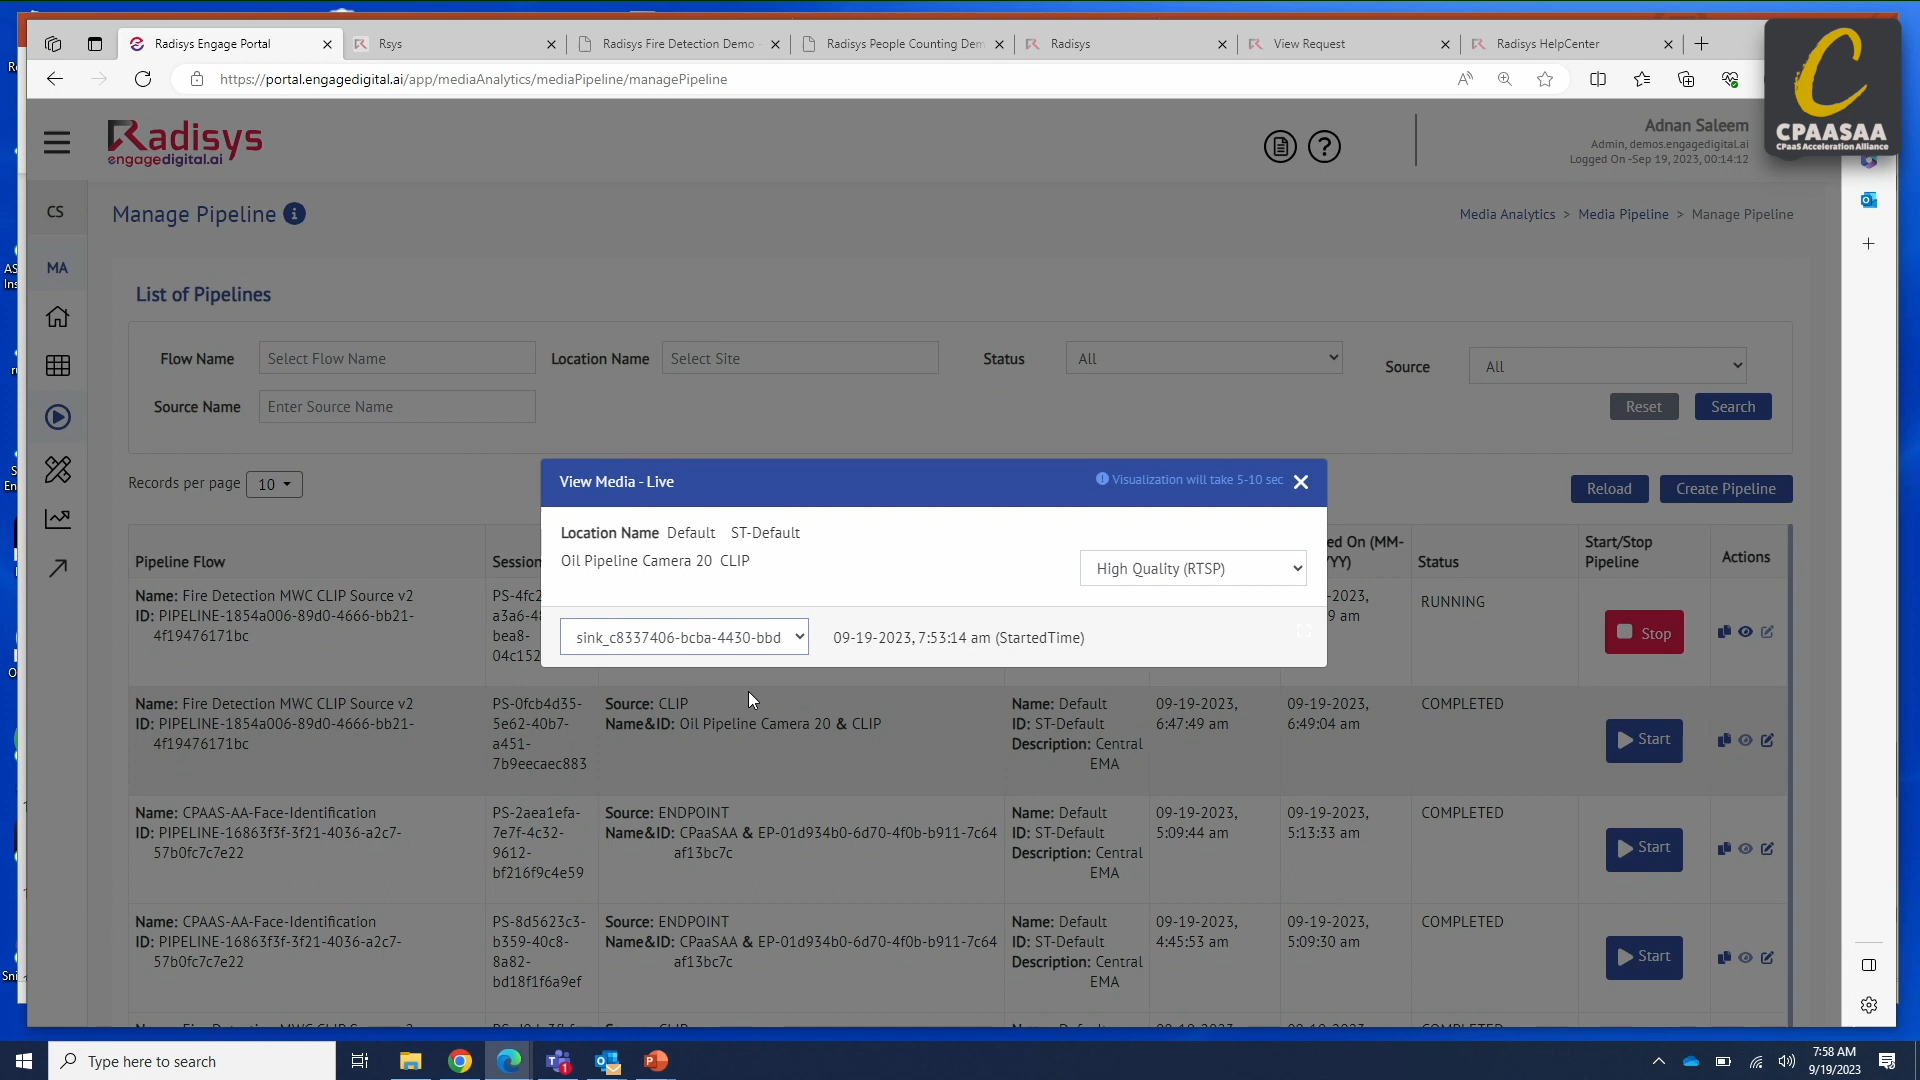 Radisys Engage Portal
Rsys
Radisys Fire Detection Demo
Radisys People Counting Dem
Radisys
View Request
Radisys HelpCenter
https://portal.engagedigital.ai/app/mediaAnalytics/mediaPipeline/managePipeline
CPAASAA
CPaaS Acceleration Alliance
Radisys
engagedigital.ai
Adnan Saleem
Admin, demos.engagedigital.ai
Logged On -Sep 19, 2023, 00:14:12
CS
MA
Manage Pipeline
Media Analytics > Media Pipeline > Manage Pipeline
List of Pipelines
Flow Name Select Flow Name Location Name Select Site Status All Source All
Source Name Enter Source Name Reset Search
Records per page 10 Reload Create Pipeline
View Media - Live Visualization will take 5-10 sec
Location Name Default ST-Default
Oil Pipeline Camera 20 CLIP
High Quality (RTSP)
sink_c8337406-bcba-4430-bbd 09-19-2023, 7:53:14 am (StartedTime)
Pipeline Flow Session ed On (MM-
YY) Status Start/Stop
Pipeline Actions
Name: Fire Detection MWC CLIP Source v2
ID: PIPELINE-1854a006-89d0-4666-bb21-
4f19476171bc
PS-4fc2
a3a6-4
bea8-
04c152
-2023,
9 am
RUNNING
Stop
Name: Fire Detection MWC CLIP Source v2
ID: PIPELINE-1854a006-89d0-4666-bb21-
4f19476171bc
PS-0fcb4d35-
5e62-40b7-
a451-
7b9eecaec883
Source: CLIP
Name&ID: Oil Pipeline Camera 20 & CLIP
Name: Default
ID: ST-Default
Description: Central
EMA
09-19-2023,
6:47:49 am
09-19-2023,
6:49:04 am
COMPLETED
Start
Name: CPAAS-AA-Face-Identification
ID: PIPELINE-16863f3f-3f21-4036-a2c7-
57b0fc7c7e22
PS-2aea1efa-
7e7f-4c32-
9612-
bf216f9c4e59
Source: ENDPOINT
Name&ID: CPaaSAA & EP-01d934b0-6d70-4f0b-b911-7c64
af13bc7c
Name: Default
ID: ST-Default
Description: Central
EMA
09-19-2023,
5:09:44 am
09-19-2023,
5:13:33 am
COMPLETED
Start
Name: CPAAS-AA-Face-Identification
ID: PIPELINE-16863f3f-3f21-4036-a2c7-
57b0fc7c7e22
PS-8d5623c3-
b359-40c8-
8a82-
bd18f1f6a9ef
Source: ENDPOINT
Name&ID: CPaaSAA & EP-01d934b0-6d70-4f0b-b911-7c64
af13bc7c
Name: Default
ID: ST-Default
Description: Central
EMA
09-19-2023,
4:45:53 am
09-19-2023,
5:09:30 am
COMPLETED
Start
Type here to search
7:58 AM
9/19/2023